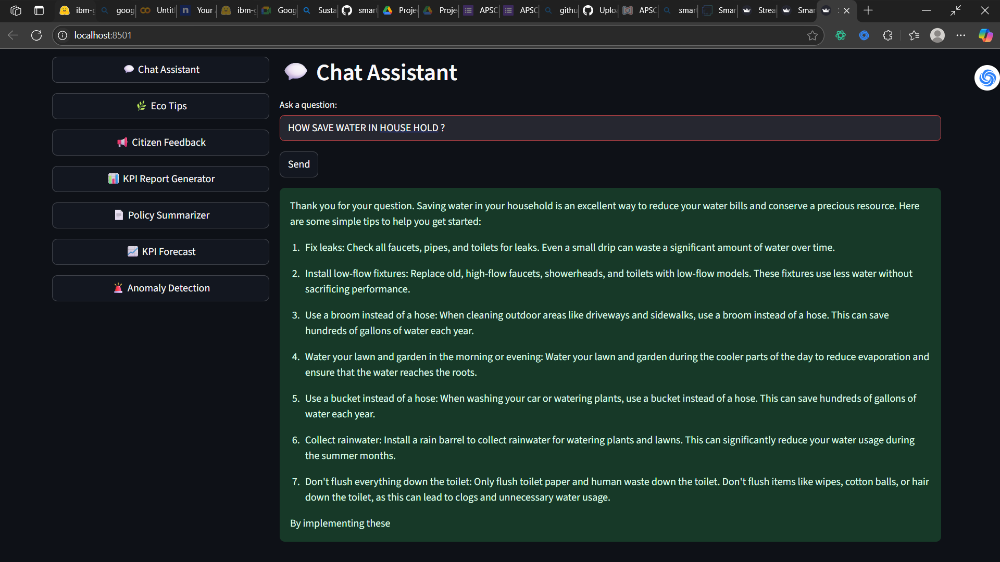 ibm-g
goog
Untit
Your
ibm-g
Goog
Susta
smar
Proje
Proje
APSC
APSC
githu
Uplo
APSC
smar
Smar
Strea
Smar
localhost:8501
💬 Chat Assistant
🌿 Eco Tips
📢 Citizen Feedback
📊 KPI Report Generator
📄 Policy Summarizer
📈 KPI Forecast
🚨 Anomaly Detection
💬 Chat Assistant
Ask a question:
HOW SAVE WATER IN HOUSE HOLD ?
Send
Thank you for your question. Saving water in your household is an excellent way to reduce your water bills and conserve a precious resource. Here
are some simple tips to help you get started:
1. Fix leaks: Check all faucets, pipes, and toilets for leaks. Even a small drip can waste a significant amount of water over time.
2. Install low-flow fixtures: Replace old, high-flow faucets, showerheads, and toilets with low-flow models. These fixtures use less water without
sacrificing performance.
3. Use a broom instead of a hose: When cleaning outdoor areas like driveways and sidewalks, use a broom instead of a hose. This can save
hundreds of gallons of water each year.
4. Water your lawn and garden in the morning or evening: Water your lawn and garden during the cooler parts of the day to reduce evaporation and
ensure that the water reaches the roots.
5. Use a bucket instead of a hose: When washing your car or watering plants, use a bucket instead of a hose. This can save hundreds of gallons of
water each year.
6. Collect rainwater: Install a rain barrel to collect rainwater for watering plants and lawns. This can significantly reduce your water usage during
the summer months.
7. Don't flush everything down the toilet: Only flush toilet paper and human waste down the toilet. Don't flush items like wipes, cotton balls, or hair
down the toilet, as this can lead to clogs and unnecessary water usage.
By implementing these